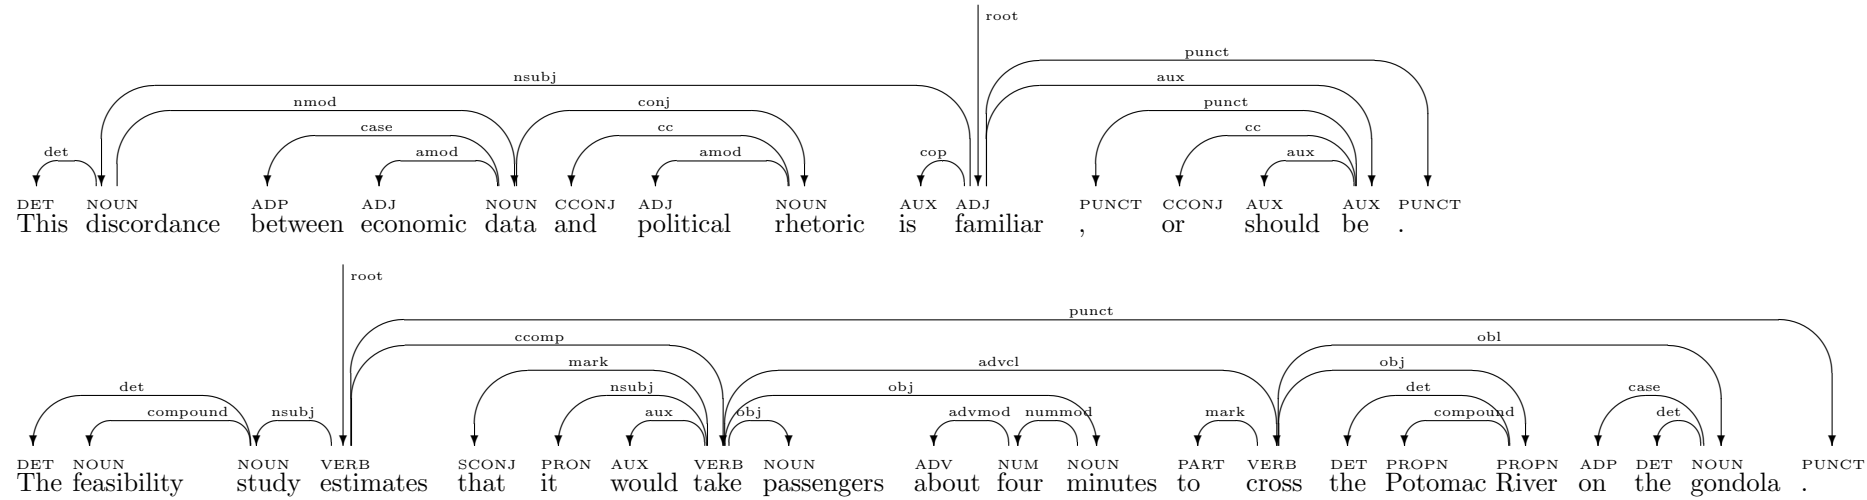 root
punct
nsubj aux
nmod conj punct
case cc cc
det amod amod cop aux
DET NOUN ADP ADJ NOUN CCONJ ADJ NOUN AUX ADJ PUNCT CCONJ AUX AUX PUNCT
This discordance between economic data and political rhetoric is familiar , or should be .
root
punct
ccomp obl
mark advcl obj
det nsubj obj det case
compound nsubj aux obj advmod nummod mark compound det
DET NOUN NOUN VERB SCONJ PRON AUX VERB NOUN ADV NUM NOUN PART VERB DET PROPN PROPN ADP DET NOUN PUNCT
The feasibility study estimates that it would take passengers about four minutes to cross the Potomac River on the gondola .